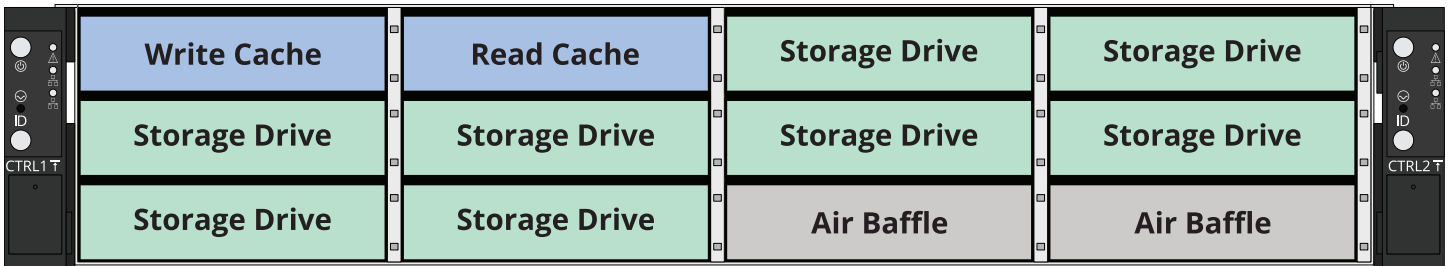 Write Cache
Read Cache
Storage Drive
Storage Drive
Storage Drive
Storage Drive
Storage Drive
Storage Drive
Storage Drive
Storage Drive
Air Baffle
Air Baffle
ID
CTRL1
ID
CTRL2